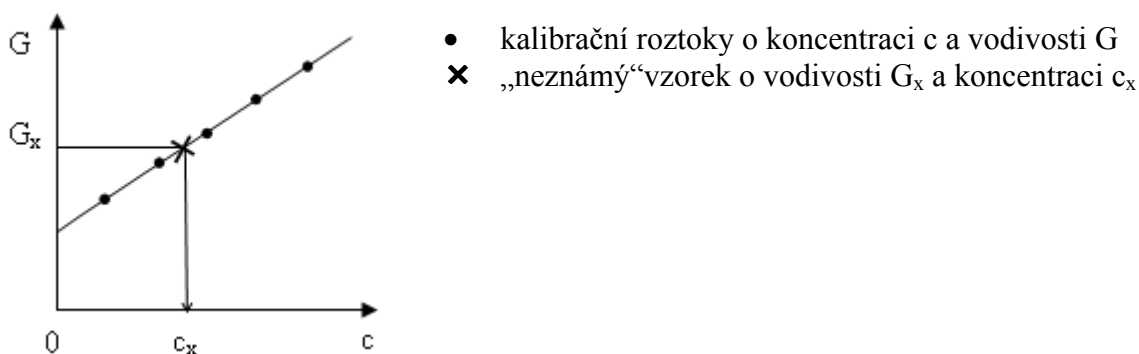 G
• kalibrační roztoky o koncentraci c a vodivosti G
× „neznámý“vzorek o vodivosti Gx a koncentraci cx
Gx
0 cx c